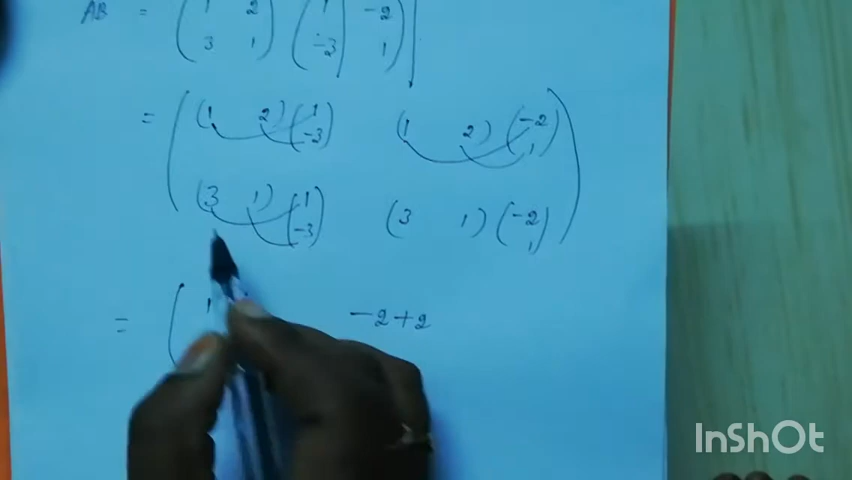 AB = ( 1 2 ) ( 1 -2 )
( 3 1 ) ( -3 1 )
= ( (1 2) ( 1 ) (1 2) ( -2 ) )
( -3 ) ( 1 )
( (3 1) ( 1 ) (3 1) ( -2 ) )
( -3 ) ( 1 )
= ( 1 -2+2
InShOt